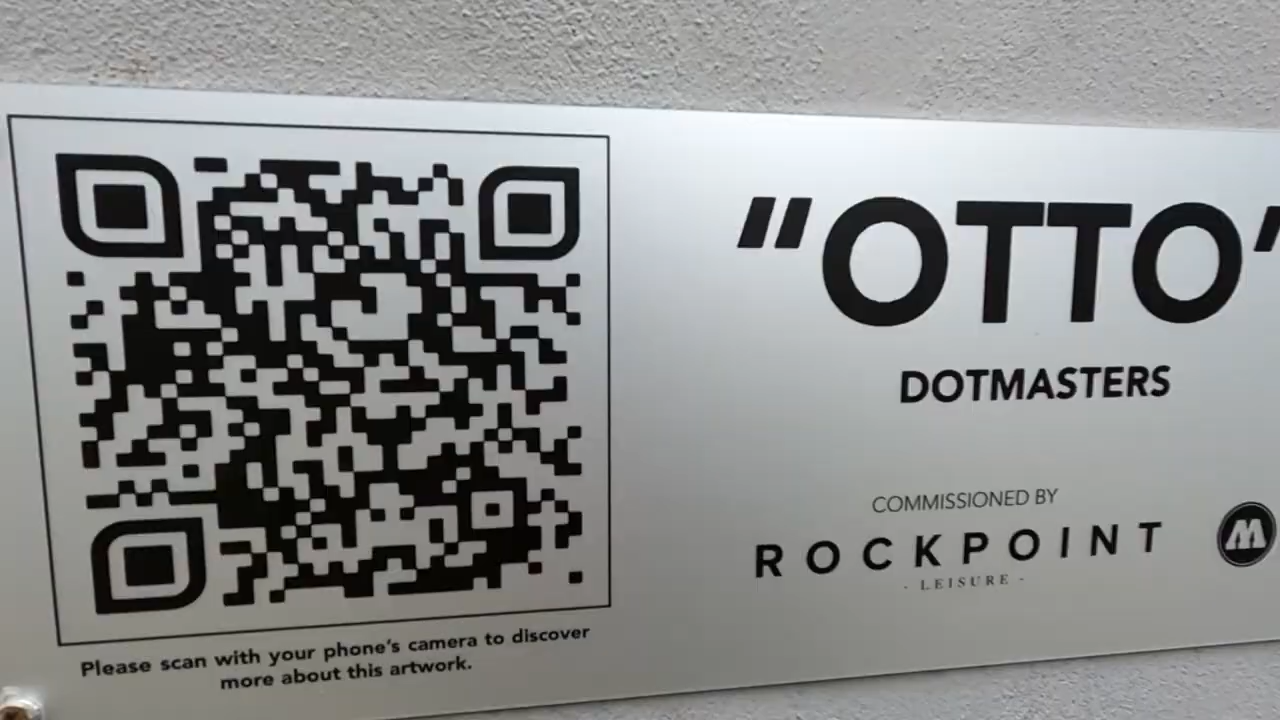 "OTTO"
DOTMASTERS
COMMISSIONED BY
ROCKPOINT
- LEISURE -
M
Please scan with your phone's camera to discover
more about this artwork.